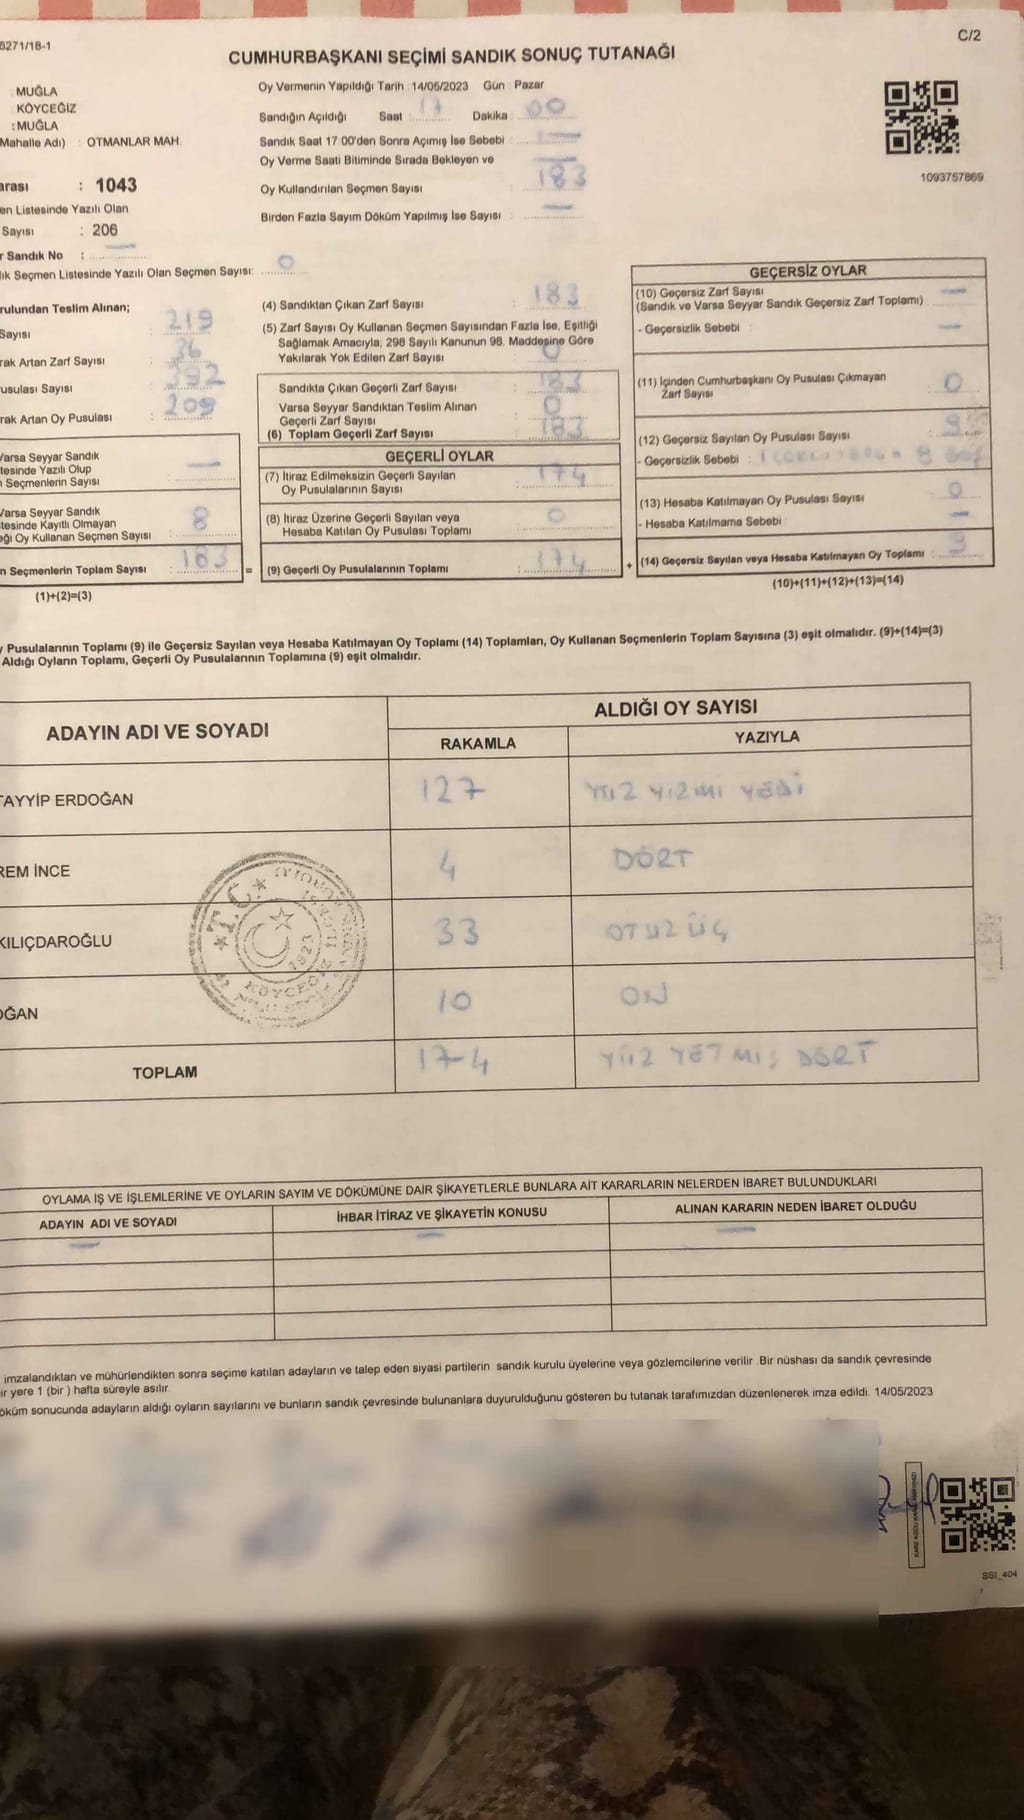 6271/18-1
C/2
CUMHURBAŞKANI SEÇİMİ SANDIK SONUÇ TUTANAĞI
MUĞLA
KÖYCEĞİZ
: MUĞLA
Mahalle Adı) : OTMANLAR MAH.
arası : 1043
en Listesinde Yazılı Olan
Sayısı : 206
r Sandık No : —
ık Seçmen Listesinde Yazılı Olan Seçmen Sayısı: 0
Oy Vermenin Yapıldığı Tarih : 14/05/2023 Gün : Pazar
Sandığın Açıldığı Saat : 17 Dakika : 00
Sandık Saat 17:00'den Sonra Açımış İse Sebebi : —
Oy Verme Saati Bitiminde Sırada Bekleyen ve
Oy Kullandırılan Seçmen Sayısı : 183
Birden Fazla Sayım Döküm Yapılmış İse Sayısı : —
1093757869
rulundan Teslim Alınan;
Sayısı : 219
rak Artan Zarf Sayısı : 36
usulası Sayısı : 392
rak Artan Oy Pusulası : 209
Varsa Seyyar Sandık
tesinde Yazılı Olup
n Seçmenlerin Sayısı : —
Varsa Seyyar Sandık
tesinde Kayıtlı Olmayan
eği Oy Kullanan Seçmen Sayısı : 8
n Seçmenlerin Toplam Sayısı : 183 =
(1)+(2)=(3)
(4) Sandıktan Çıkan Zarf Sayısı : 183
(5) Zarf Sayısı Oy Kullanan Seçmen Sayısından Fazla İse, Eşitliği
Sağlamak Amacıyla; 298 Sayılı Kanunun 98. Maddesine Göre
Yakılarak Yok Edilen Zarf Sayısı : 0
Sandıkta Çıkan Geçerli Zarf Sayısı : 183
Varsa Seyyar Sandıktan Teslim Alınan
Geçerli Zarf Sayısı : 0
(6) Toplam Geçerli Zarf Sayısı : 183
GEÇERLİ OYLAR
(7) İtiraz Edilmeksizin Geçerli Sayılan
Oy Pusulalarının Sayısı : 174
(8) İtiraz Üzerine Geçerli Sayılan veya
Hesaba Katılan Oy Pusulası Toplamı : 0
(9) Geçerli Oy Pusulalarının Toplamı : 174 +
GEÇERSİZ OYLAR
(10) Geçersiz Zarf Sayısı : —
(Sandık ve Varsa Seyyar Sandık Geçersiz Zarf Toplamı)
- Geçersizlik Sebebi : —
(11) İçinden Cumhurbaşkanı Oy Pusulası Çıkmayan
Zarf Sayısı : 0
(12) Geçersiz Sayılan Oy Pusulası Sayısı : 9
- Geçersizlik Sebebi :
(13) Hesaba Katılmayan Oy Pusulası Sayısı : 0
- Hesaba Katılmama Sebebi : —
(14) Geçersiz Sayılan veya Hesaba Katılmayan Oy Toplamı : 9
(10)+(11)+(12)+(13)=(14)
y Pusulalarının Toplamı (9) ile Geçersiz Sayılan veya Hesaba Katılmayan Oy Toplamı (14) Toplamları, Oy Kullanan Seçmenlerin Toplam Sayısına (3) eşit olmalıdır. (9)+(14)=(3)
Aldığı Oyların Toplamı, Geçerli Oy Pusulalarının Toplamına (9) eşit olmalıdır.
ADAYIN ADI VE SOYADI
ALDIĞI OY SAYISI
RAKAMLA YAZIYLA
TAYYİP ERDOĞAN 127 YÜZ YİRMİ YEDİ
REM İNCE 4 DÖRT
KILIÇDAROĞLU 33 OTUZ ÜÇ
OĞAN 10 ON
TOPLAM 174 YÜZ YETMİŞ DÖRT
T.C.
1923
KÖYCEĞİZ
OYLAMA İŞ VE İŞLEMLERİNE VE OYLARIN SAYIM VE DÖKÜMÜNE DAİR ŞİKAYETLERLE BUNLARA AİT KARARLARIN NELERDEN İBARET BULUNDUKLARI
ADAYIN ADI VE SOYADI İHBAR İTİRAZ VE ŞİKAYETİN KONUSU ALINAN KARARIN NEDEN İBARET OLDUĞU
— — —
imzalandıktan ve mühürlendikten sonra seçime katılan adayların ve talep eden siyasi partilerin sandık kurulu üyelerine veya gözlemcilerine verilir .Bir nüshası da sandık çevresinde
ir yere 1 (bir ) hafta süreyle asılır.
öküm sonucunda adayların aldığı oyların sayılarını ve bunların sandık çevresinde bulunanlara duyurulduğunu gösteren bu tutanak tarafımızdan düzenlenerek imza edildi. 14/05/2023
SSI_404